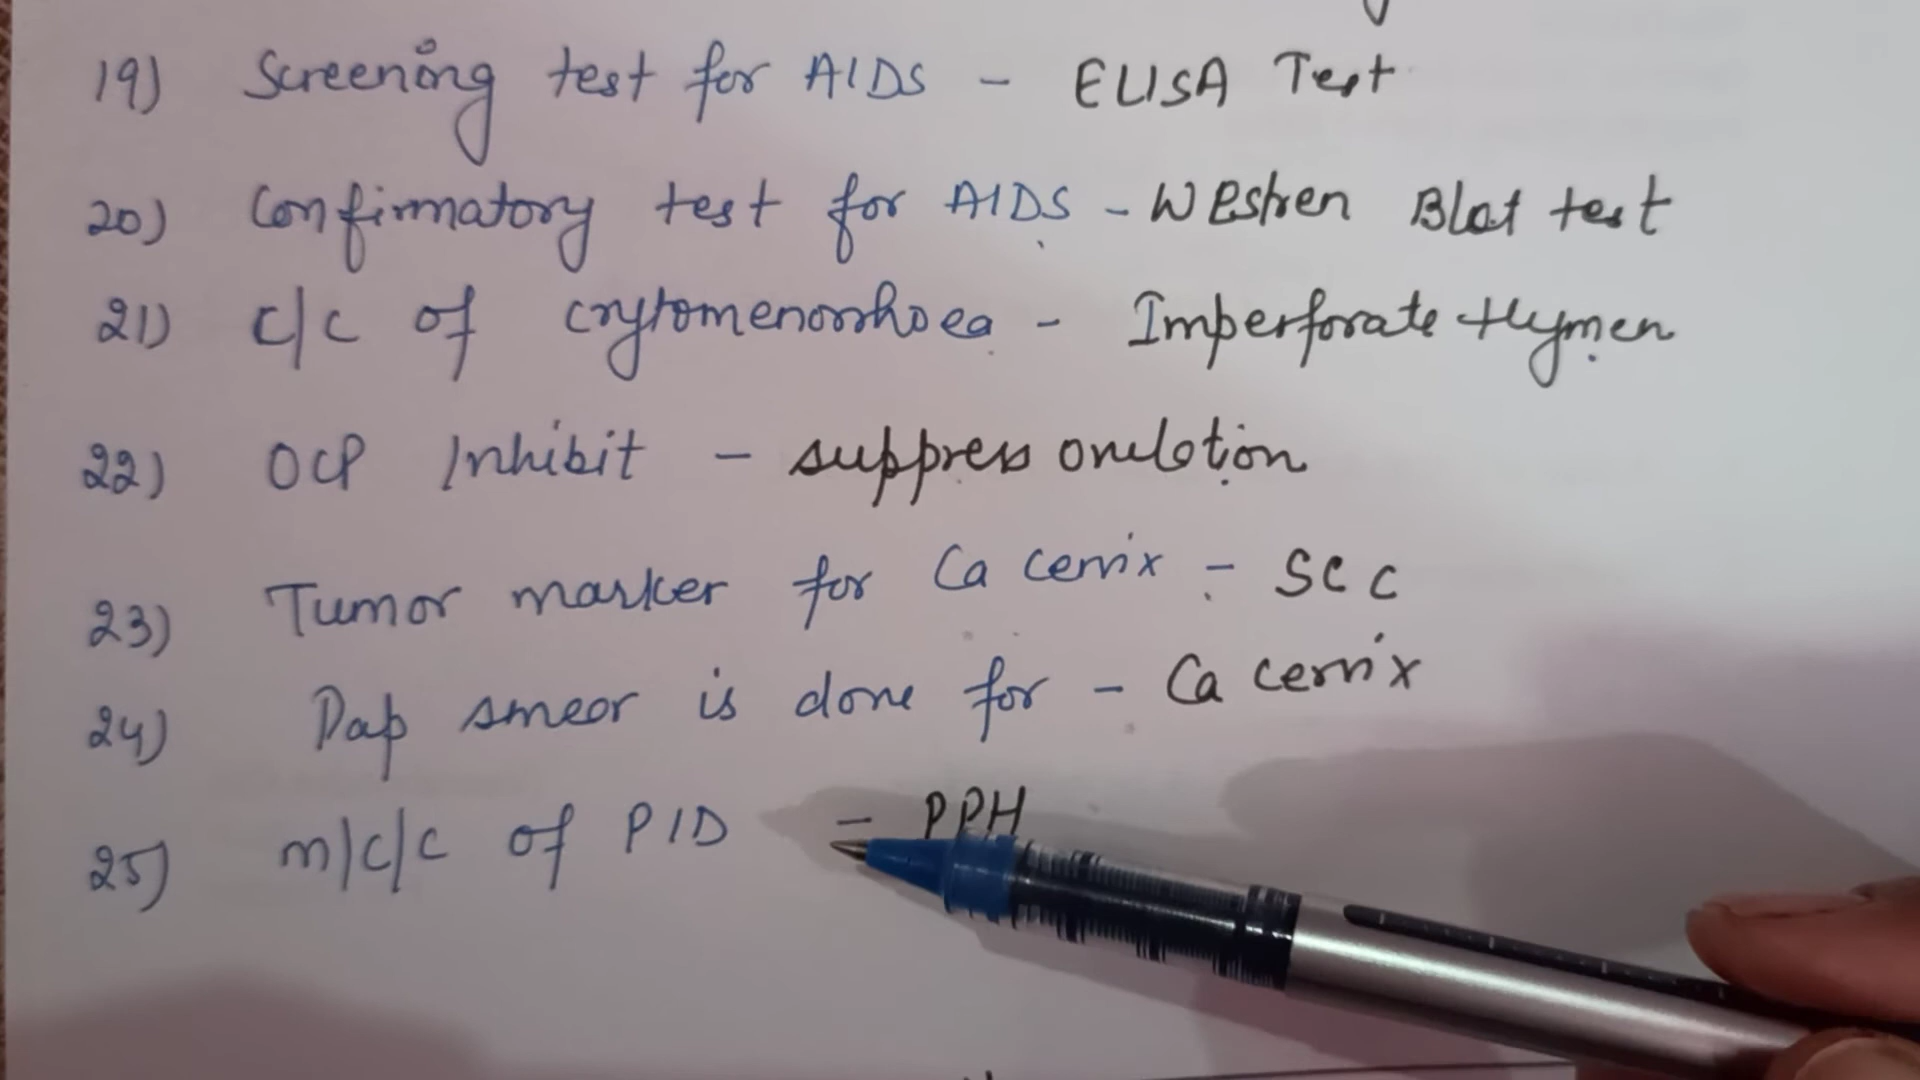 19) Screening test for AIDS - ELISA Test
20) Confirmatory test for AIDS - Westren Blot test
21) C/C of crytomenorrhoea - Imperforate Hymen
22) OCP Inhibit - suppress ovulation
23) Tumor marker for Ca cervix - SCC
24) Pap smear is done for - Ca cervix
25) m/c/c of PID - PPH